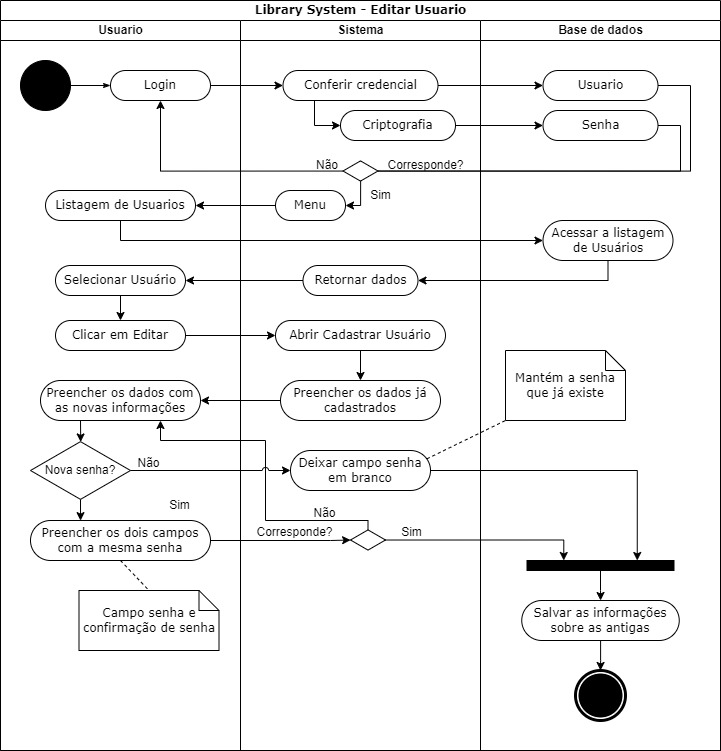 Library System - Editar Usuario
Usuario
Sistema
Base de dados
Login
Conferir credencial
Usuario
Criptografia
Senha
Não
Corresponde?
Sim
Listagem de Usuarios
Menu
Acessar a listagem
de Usuários
Selecionar Usuário
Retornar dados
Clicar em Editar
Abrir Cadastrar Usuário
Mantém a senha
que já existe
Preencher os dados com
as novas informações
Preencher os dados já
cadastrados
Nova senha?
Não
Deixar campo senha
em branco
Sim
Não
Preencher os dois campos
com a mesma senha
Corresponde?
Sim
Campo senha e
confirmação de senha
Salvar as informações
sobre as antigas